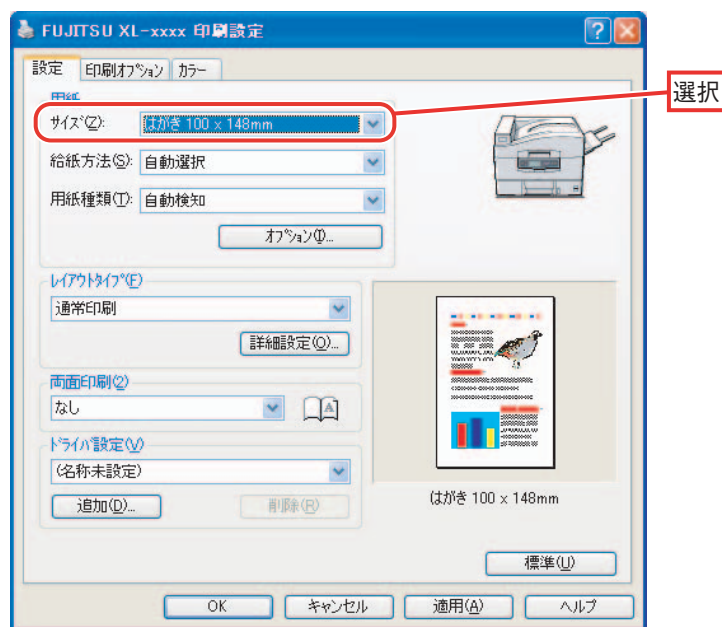 FUJITSU XL-xxxx 印刷設定
設定 印刷オプション カラー
用紙
サイズ(Z): はがき 100 x 148mm
選択
給紙方法(S): 自動選択
用紙種類(T): 自動検知
オプション(I)...
レイアウトタイプ(F)
通常印刷
詳細設定(O)...
両面印刷(2)
なし
A
ドライバ設定(V)
(名称未設定)
追加(D)... 削除(R)
はがき 100 x 148mm
標準(U)
OK キャンセル 適用(A) ヘルプ